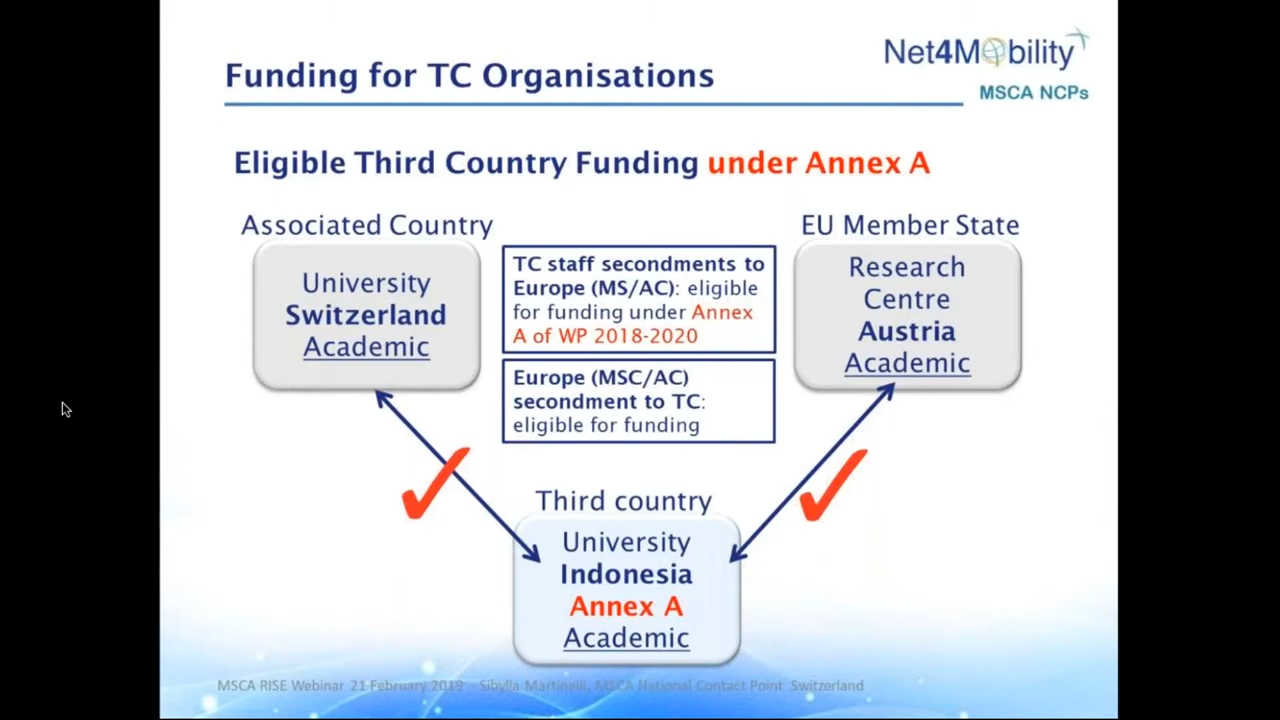 Funding for TC Organisations
Net4Mobility
MSCA NCPs
Eligible Third Country Funding under Annex A
Associated Country
University
Switzerland
Academic
TC staff secondments to
Europe (MS/AC): eligible
for funding under Annex
A of WP 2018-2020
Europe (MSC/AC)
secondment to TC:
eligible for funding
EU Member State
Research
Centre
Austria
Academic
Third country
University
Indonesia
Annex A
Academic
MSCA RISE Webinar 21 February 2019 - Sibylla Martinelli, MSCA National Contact Point Switzerland